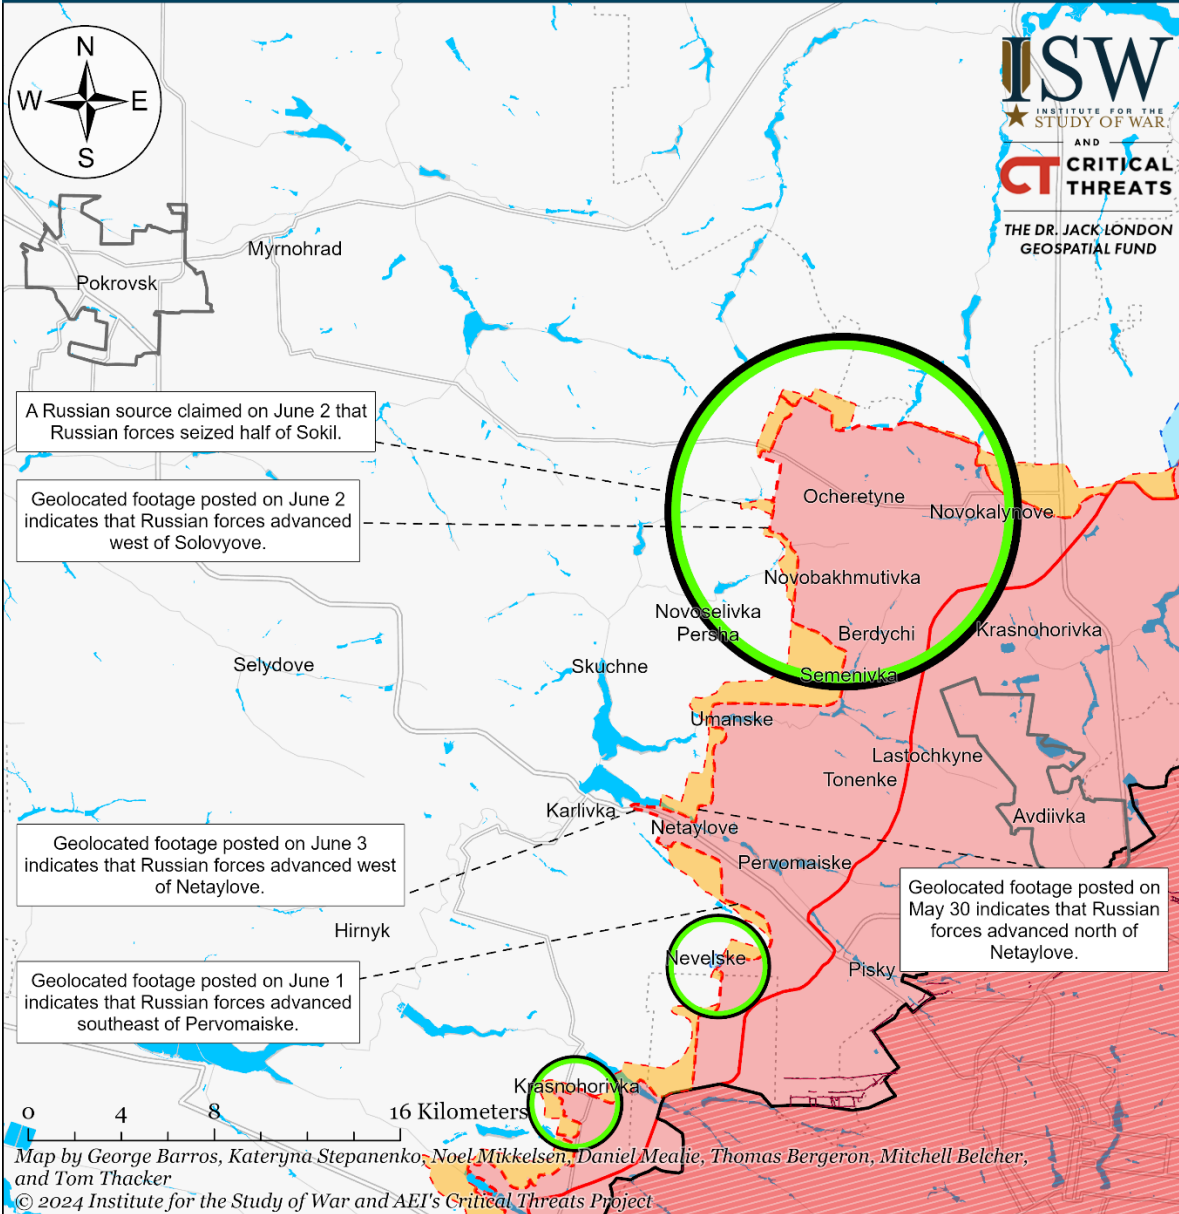 N
W E
S
ISW
INSTITUTE FOR THE
STUDY OF WAR
AND
CT CRITICAL
THREATS
THE DR. JACK LONDON
GEOSPATIAL FUND
Myrnohrad
Pokrovsk
A Russian source claimed on June 2 that
Russian forces seized half of Sokil.
Geolocated footage posted on June 2
indicates that Russian forces advanced
west of Solovyove.
Ocheretyne
Novokalynove
Novobakhmutivka
Novoselivka
Persha
Berdychi
Krasnohorivka
Selydove
Skuchne
Semenivka
Umanske
Lastochkyne
Tonenke
Karlivka
Avdiivka
Netaylove
Pervomaiske
Geolocated footage posted on June 3
indicates that Russian forces advanced west
of Netaylove.
Geolocated footage posted on
May 30 indicates that Russian
forces advanced north of
Netaylove.
Hirnyk
Nevelske
Pisky
Geolocated footage posted on June 1
indicates that Russian forces advanced
southeast of Pervomaiske.
Krasnohorivka
0 4 8 16 Kilometers
Map by George Barros, Kateryna Stepanenko, Noel Mikkelsen, Daniel Mealie, Thomas Bergeron, Mitchell Belcher,
and Tom Thacker
© 2024 Institute for the Study of War and AEI's Critical Threats Project